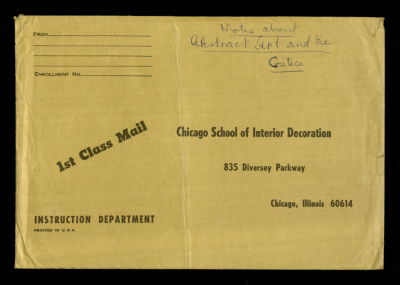 FROM
Notes about
Abstract Art and the
Critics
ENROLLMENT NO.
1st Class Mail
Chicago School of Interior Decoration
835 Diversey Parkway
Chicago, Illinois 60614
INSTRUCTION DEPARTMENT
PRINTED IN U.S.A.